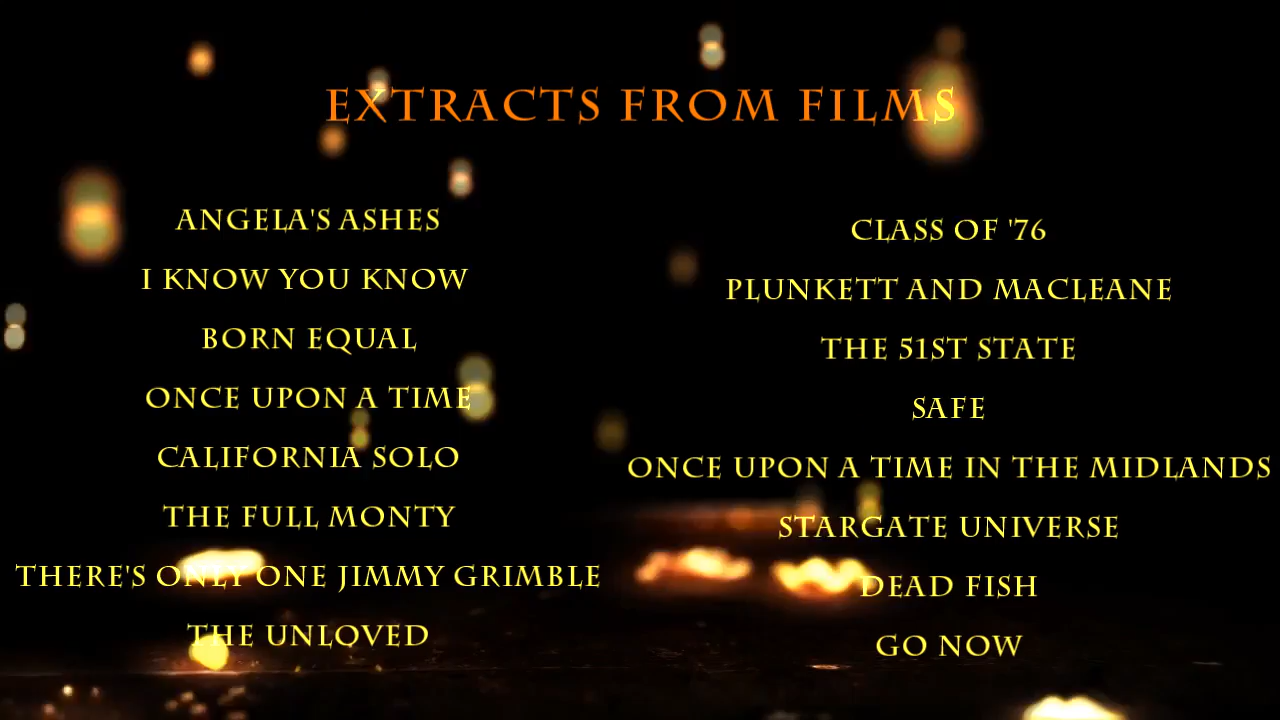 EXTRACTS FROM FILMS
ANGELA'S ASHES
I KNOW YOU KNOW
BORN EQUAL
ONCE UPON A TIME
CALIFORNIA SOLO
THE FULL MONTY
THERE'S ONLY ONE JIMMY GRIMBLE
THE UNLOVED
CLASS OF '76
PLUNKETT AND MACLEANE
THE 51ST STATE
SAFE
ONCE UPON A TIME IN THE MIDLANDS
STARGATE UNIVERSE
DEAD FISH
GO NOW